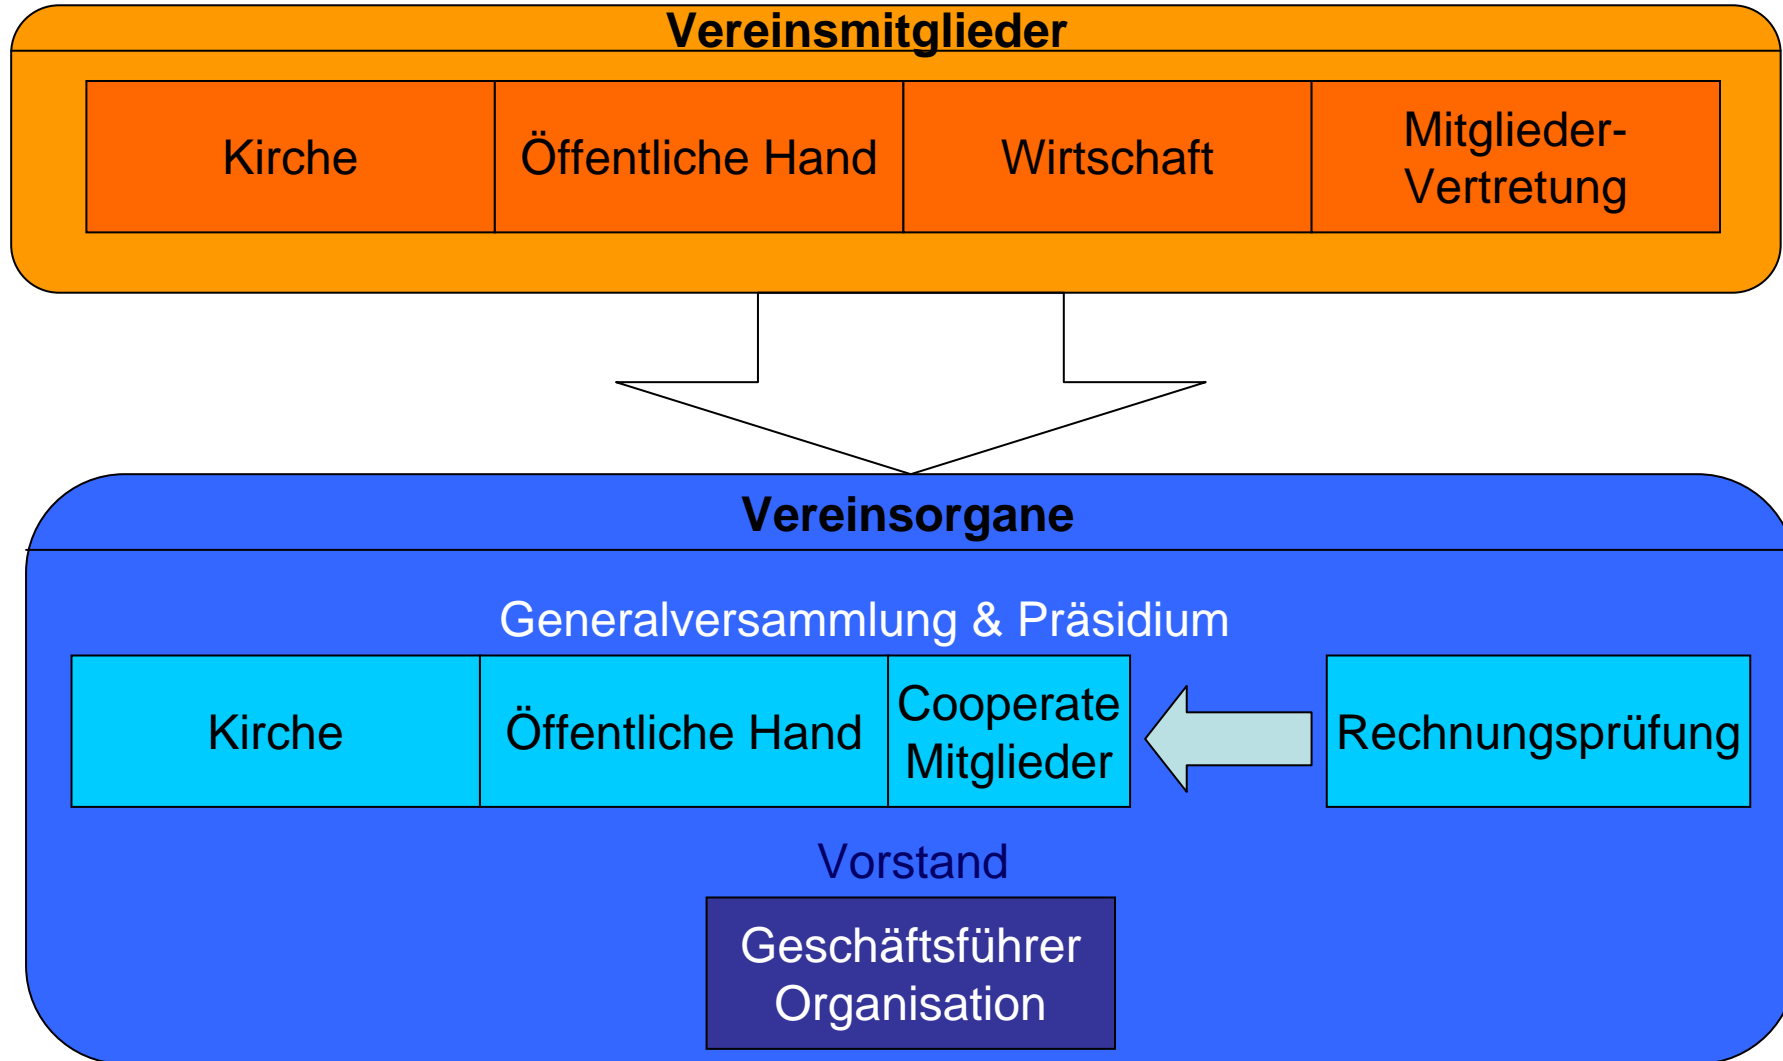 Vereinsmitglieder
Kirche
Öffentliche Hand
Wirtschaft
Mitglieder-
Vertretung
Vereinsorgane
Generalversammlung & Präsidium
Kirche
Öffentliche Hand
Cooperate
Mitglieder
Rechnungsprüfung
Vorstand
Geschäftsführer
Organisation